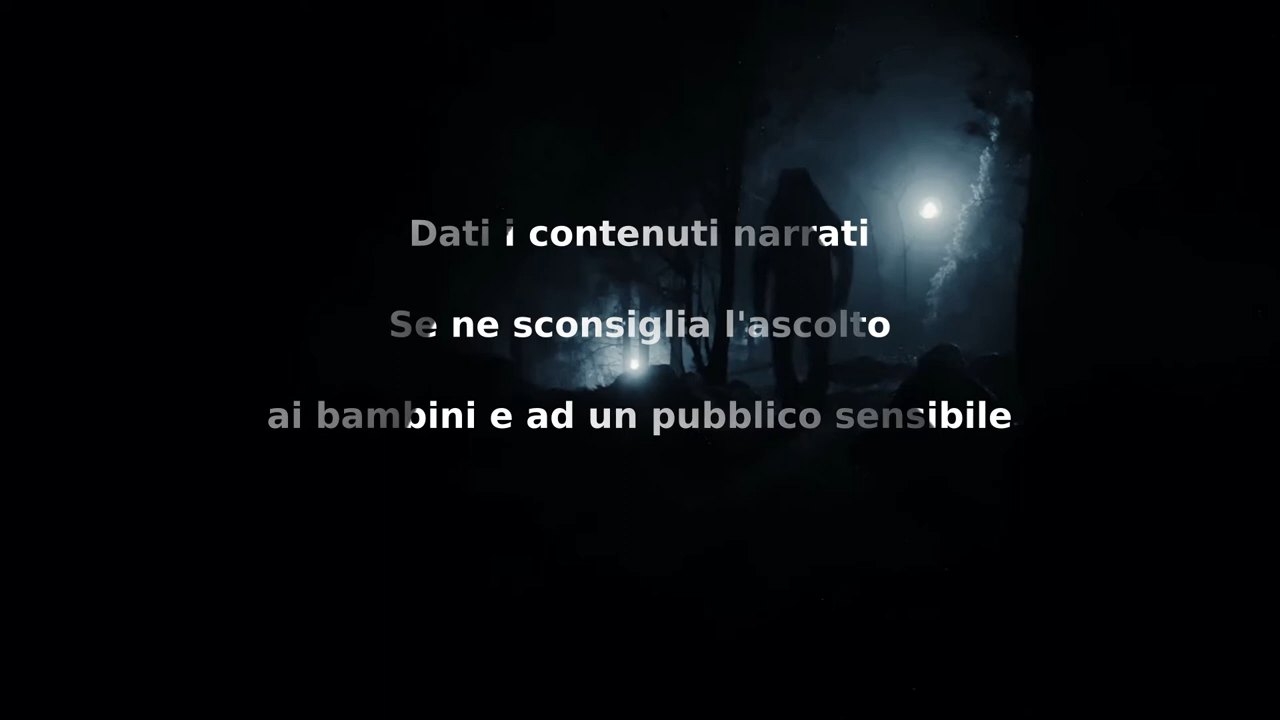 Dati i contenuti narrati
Se ne sconsiglia l'ascolto
ai bambini e ad un pubblico sensibile